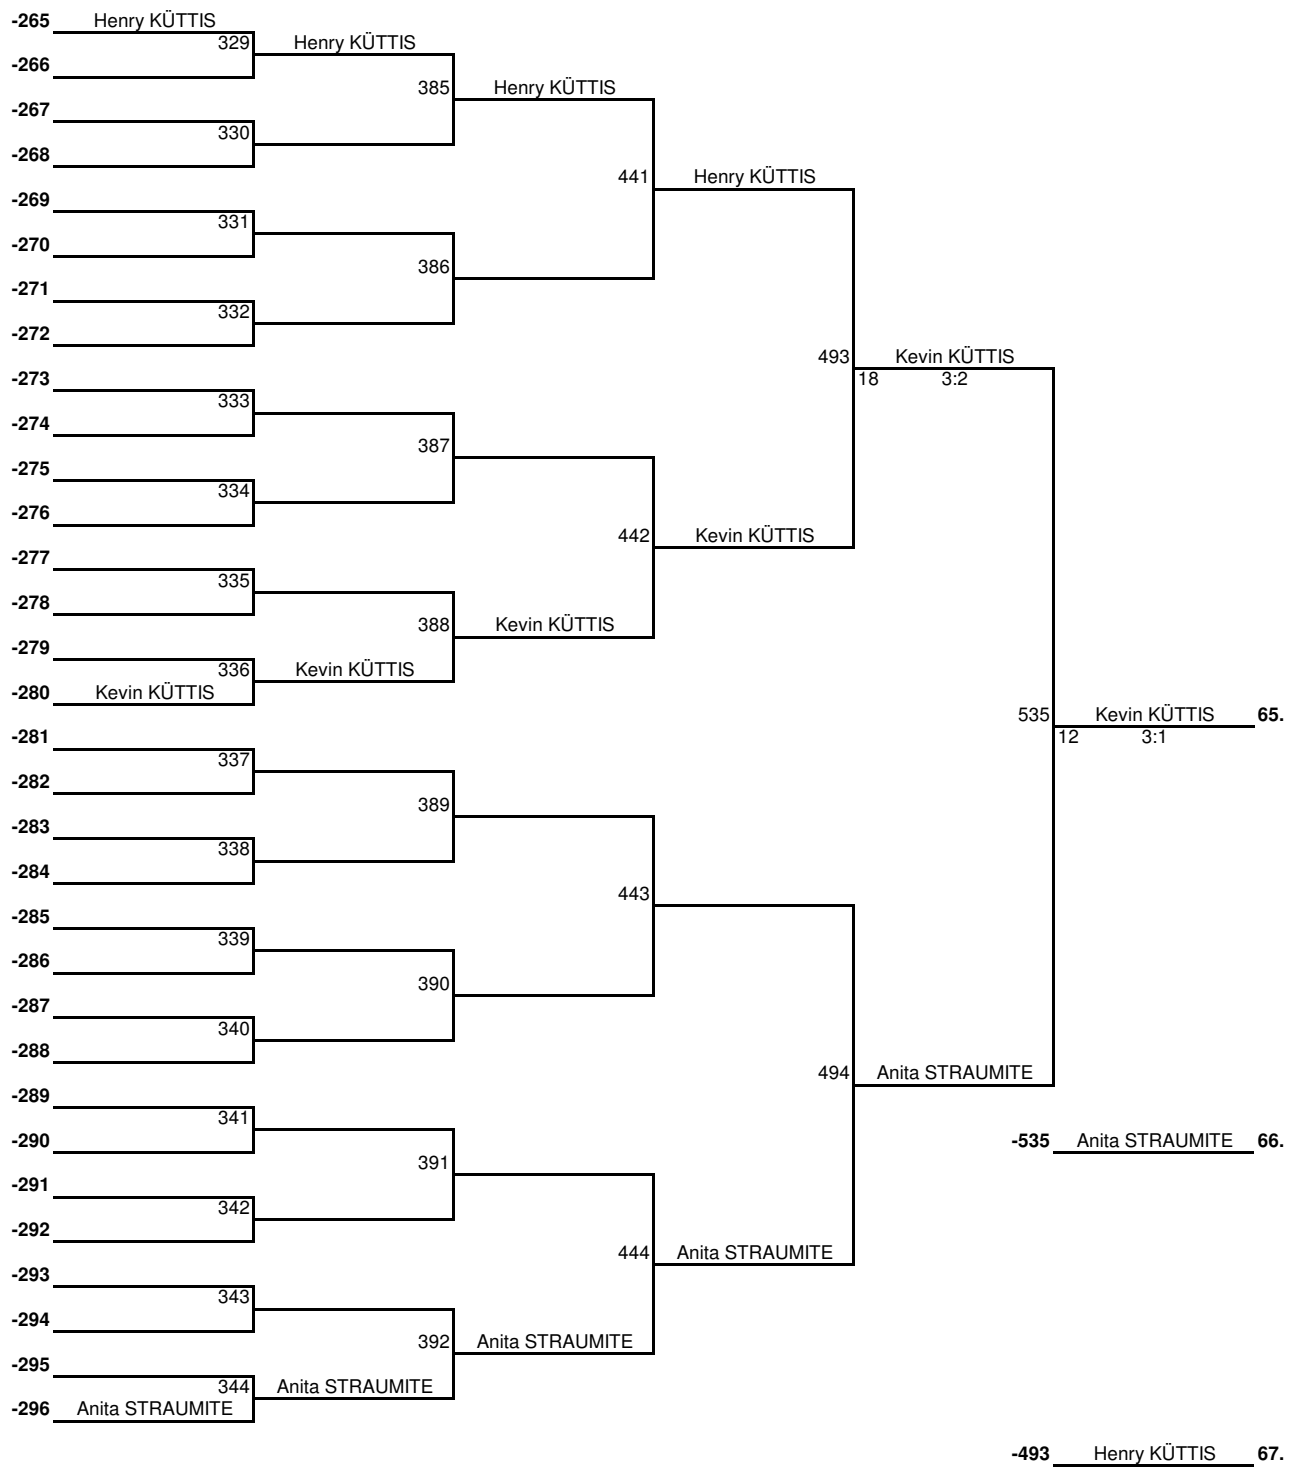 -265 Henry KÜTTIS
329 Henry KÜTTIS
-266
385 Henry KÜTTIS
-267
330
-268
441 Henry KÜTTIS
-269
331
-270
386
-271
332
-272
493 Kevin KÜTTIS
18 3:2
-273
333
-274
387
-275
334
-276
442 Kevin KÜTTIS
-277
335
-278
388 Kevin KÜTTIS
-279
336 Kevin KÜTTIS
-280 Kevin KÜTTIS
535 Kevin KÜTTIS 65.
12 3:1
-281
337
-282
389
-283
338
-284
443
-285
339
-286
390
-287
340
-288
494 Anita STRAUMITE
-289
341
-290
-535 Anita STRAUMITE 66.
391
-291
342
-292
444 Anita STRAUMITE
-293
343
-294
392 Anita STRAUMITE
-295
344 Anita STRAUMITE
-296 Anita STRAUMITE
-493 Henry KÜTTIS 67.